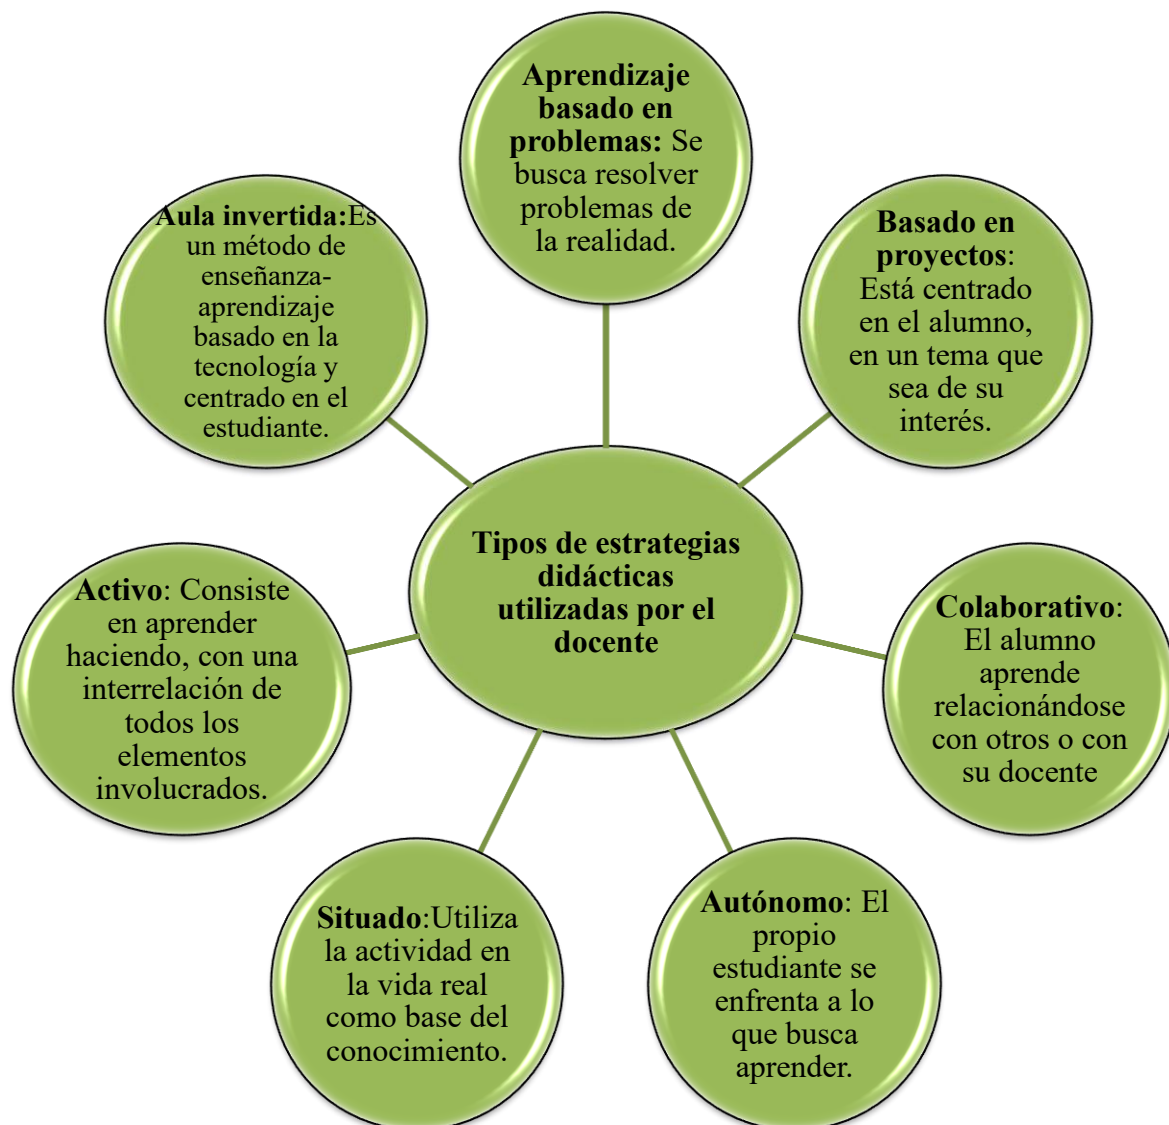 Aprendizaje
basado en
problemas: Se
busca resolver
problemas de
la realidad.
Basado en
proyectos:
Está centrado
en el alumno,
en un tema que
sea de su
interés.
Colaborativo:
El alumno
aprende
relacionándose
con otros o con
su docente
Autónomo: El
propio
estudiante se
enfrenta a lo
que busca
aprender.
Situado:Utiliza
la actividad en
la vida real
como base del
conocimiento.
Activo: Consiste
en aprender
haciendo, con una
interrelación de
todos los
elementos
involucrados.
Aula invertida:Es
un método de
enseñanza-
aprendizaje
basado en la
tecnología y
centrado en el
estudiante.
Tipos de estrategias
didácticas
utilizadas por el
docente